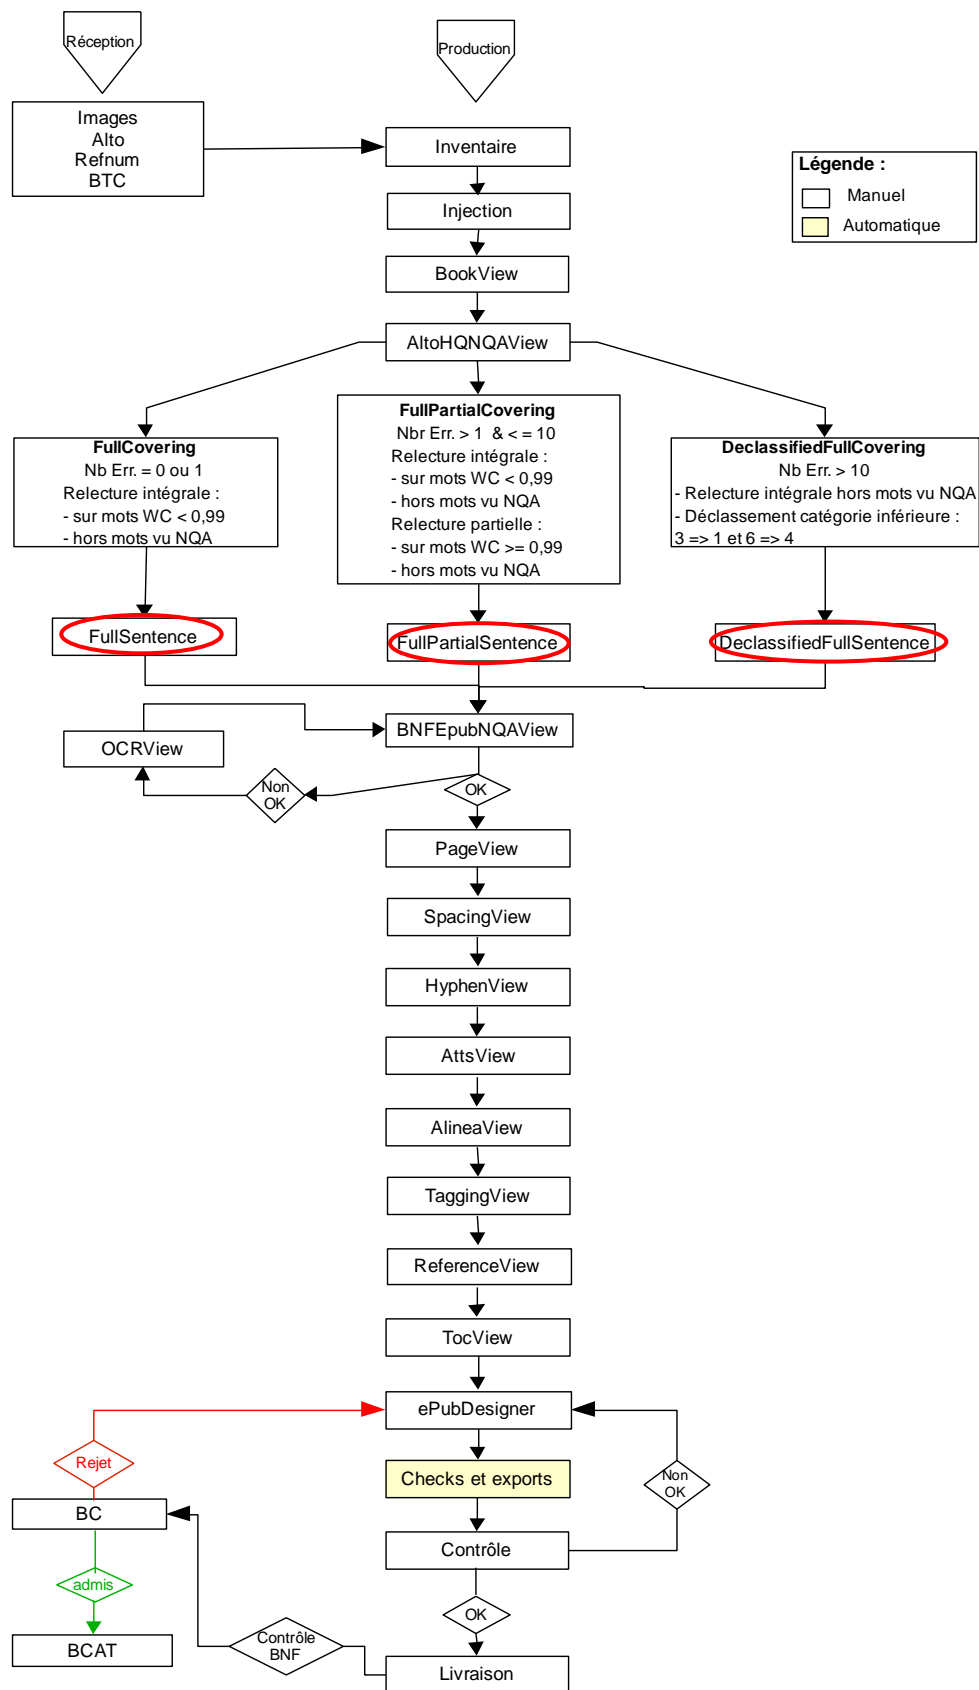 Réception
Production
Images
Alto
Refnum
BTC
Inventaire
Légende :
Manuel
Automatique
Injection
BookView
AltoHQNQAView
FullCovering
Nb Err. = 0 ou 1
Relecture intégrale :
- sur mots WC < 0,99
- hors mots vu NQA
FullPartialCovering
Nbr Err. > 1 & < = 10
Relecture intégrale :
- sur mots WC < 0,99
- hors mots vu NQA
Relecture partielle :
- sur mots WC >= 0,99
- hors mots vu NQA
DeclassifiedFullCovering
Nb Err. > 10
- Relecture intégrale hors mots vu NQA
- Déclassement catégorie inférieure :
3 => 1 et 6 => 4
FullSentence
FullPartialSentence
DeclassifiedFullSentence
BNFEpubNQAView
OCRView
Non
OK
OK
PageView
SpacingView
HyphenView
AttsView
AlineaView
TaggingView
ReferenceView
TocView
ePubDesigner
Rejet
Checks et exports
Non
OK
BC
Contrôle
admis
OK
Contrôle
BNF
BCAT
Livraison